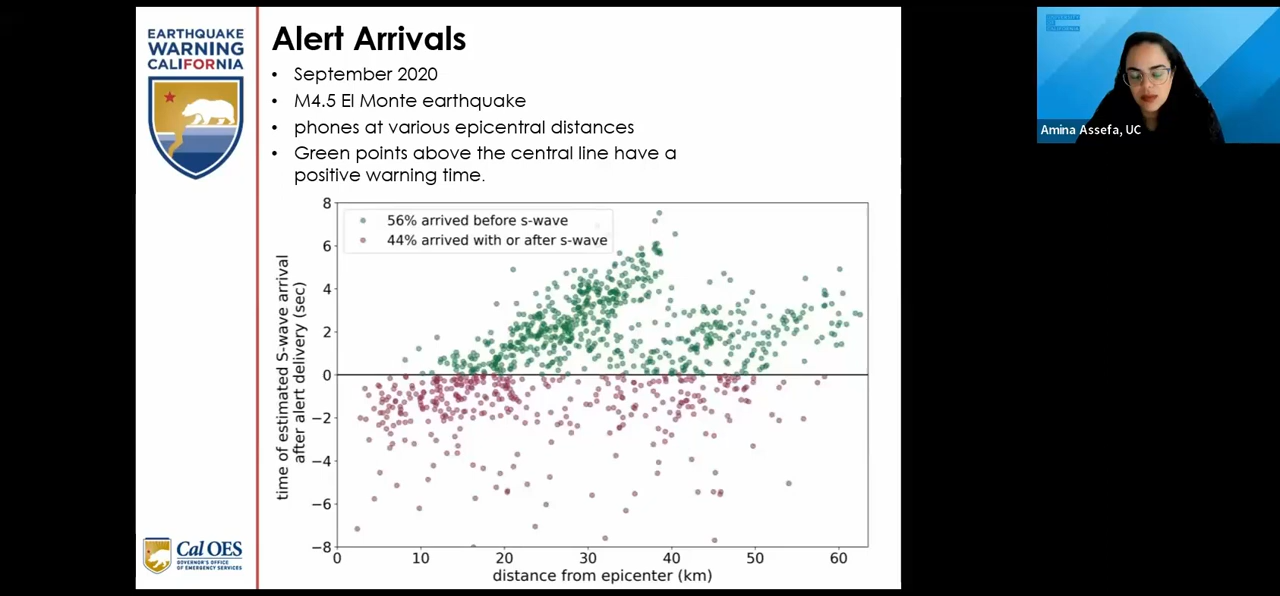 EARTHQUAKE
WARNING
CALIFORNIA
Alert Arrivals
• September 2020
• M4.5 El Monte earthquake
• phones at various epicentral distances
• Green points above the central line have a
positive warning time.
56% arrived before s-wave
44% arrived with or after s-wave
time of estimated S-wave arrival
after alert delivery (sec)
8
6
4
2
0
−2
−4
−6
−8
0 10 20 30 40 50 60
distance from epicenter (km)
Cal OES
GOVERNOR'S OFFICE
OF EMERGENCY SERVICES
UNIVERSITY
OF
CALIFORNIA
Amina Assefa, UC